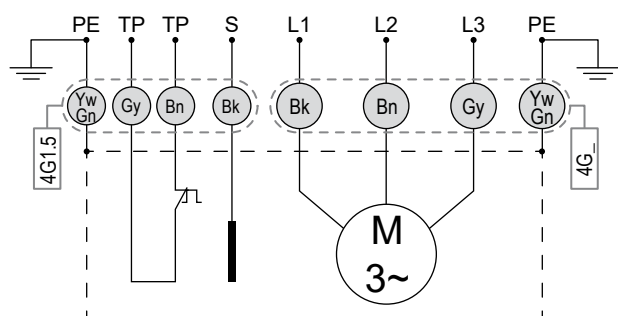 PE TP TP S L1 L2 L3 PE
Yw Gn Gy Bn Bk Bk Bn Gy Yw Gn
4G1.5
4G_
M
3~